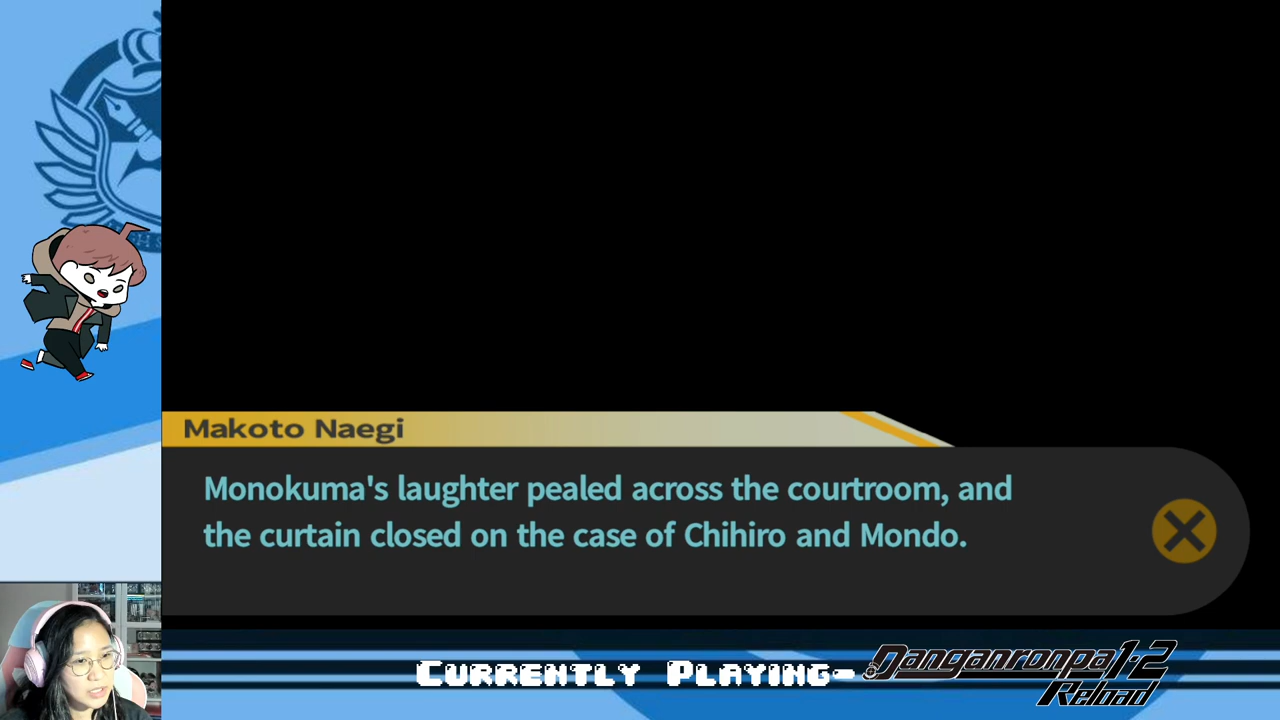 Makoto Naegi
Monokuma's laughter pealed across the courtroom, and
the curtain closed on the case of Chihiro and Mondo.
Currently Playing-
Danganronpa 1·2
Reload